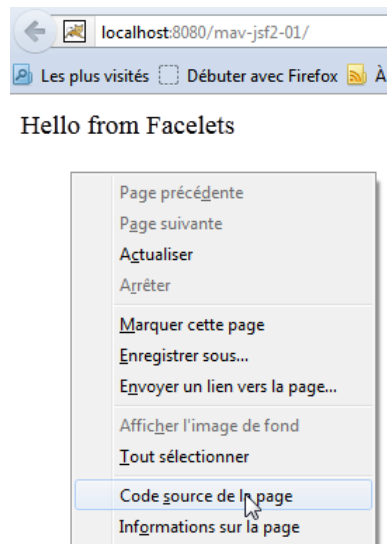 localhost:8080/mav-jsf2-01/
Les plus visités Débuter avec Firefox À
Hello from Facelets
Page précédente
Page suivante
Actualiser
Arrêter
Marquer cette page
Enregistrer sous...
Envoyer un lien vers la page...
Afficher l'image de fond
Tout sélectionner
Code source de la page
Informations sur la page